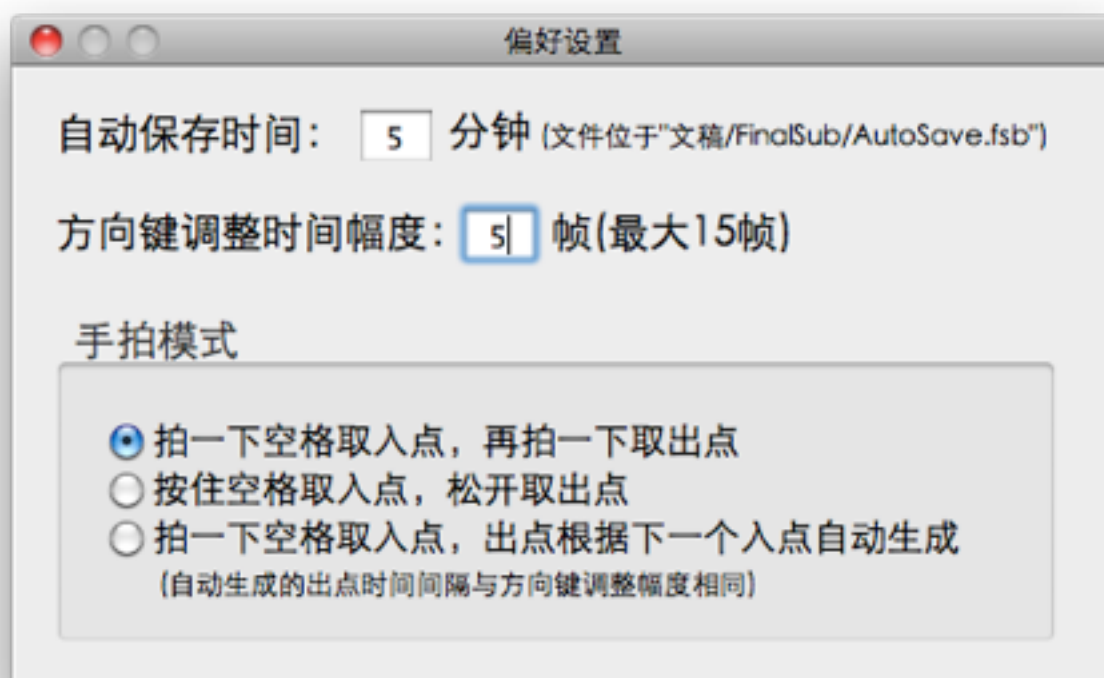 偏好设置
自动保存时间： 5 分钟 (文件位于"文稿/FinalSub/AutoSave.fsb")
方向键调整时间幅度： 5 帧(最大15帧)
手拍模式
拍一下空格取入点，再拍一下取出点
按住空格取入点，松开取出点
拍一下空格取入点，出点根据下一个入点自动生成
(自动生成的出点时间间隔与方向键调整幅度相同)